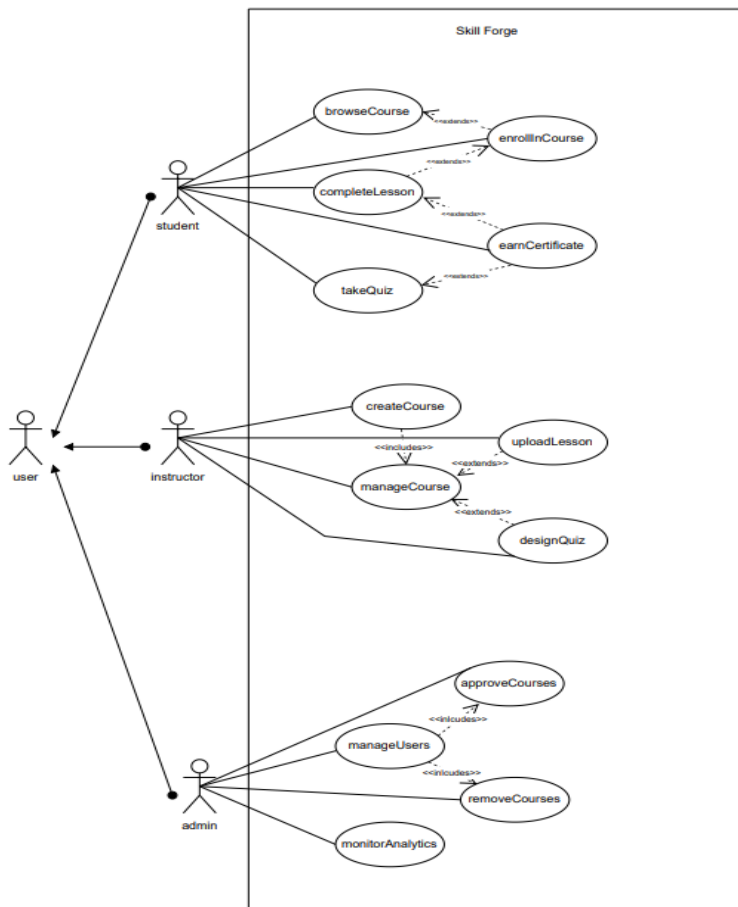 Skill Forge
browseCourse
<<extends>>
enrollInCourse
<<extends>>
completeLesson
student
<<extends>>
earnCertificate
<<extends>>
takeQuiz
createCourse
<<includes>>
uploadLesson
<<extends>>
user
instructor
manageCourse
<<extends>>
designQuiz
approveCourses
<<inlcudes>>
manageUsers
<<inlcudes>>
removeCourses
admin
monitorAnalytics